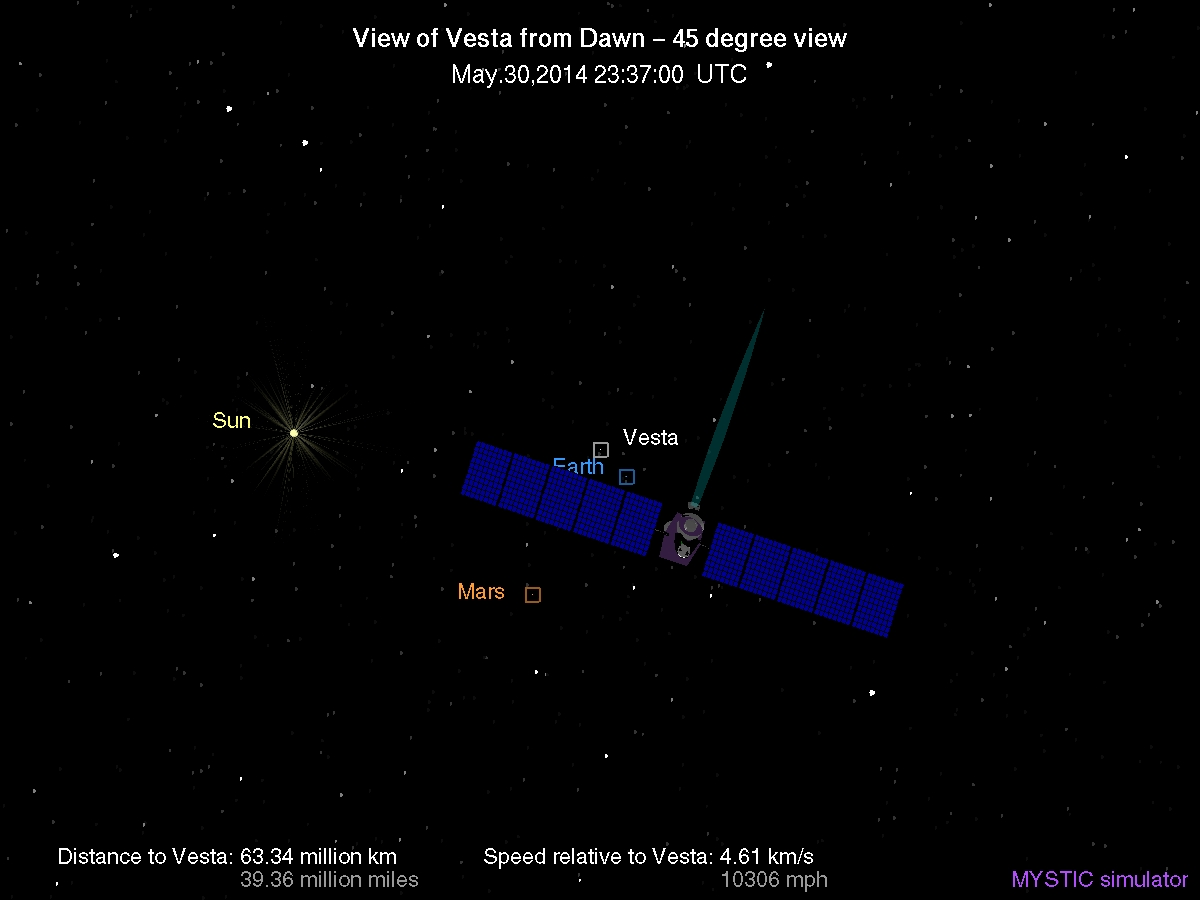 View of Vesta from Dawn – 45 degree view
May.30,2014 23:37:00 UTC
Sun
Vesta
Earth
Mars
Distance to Vesta: 63.34 million km
39.36 million miles
Speed relative to Vesta: 4.61 km/s
10306 mph
MYSTIC simulator